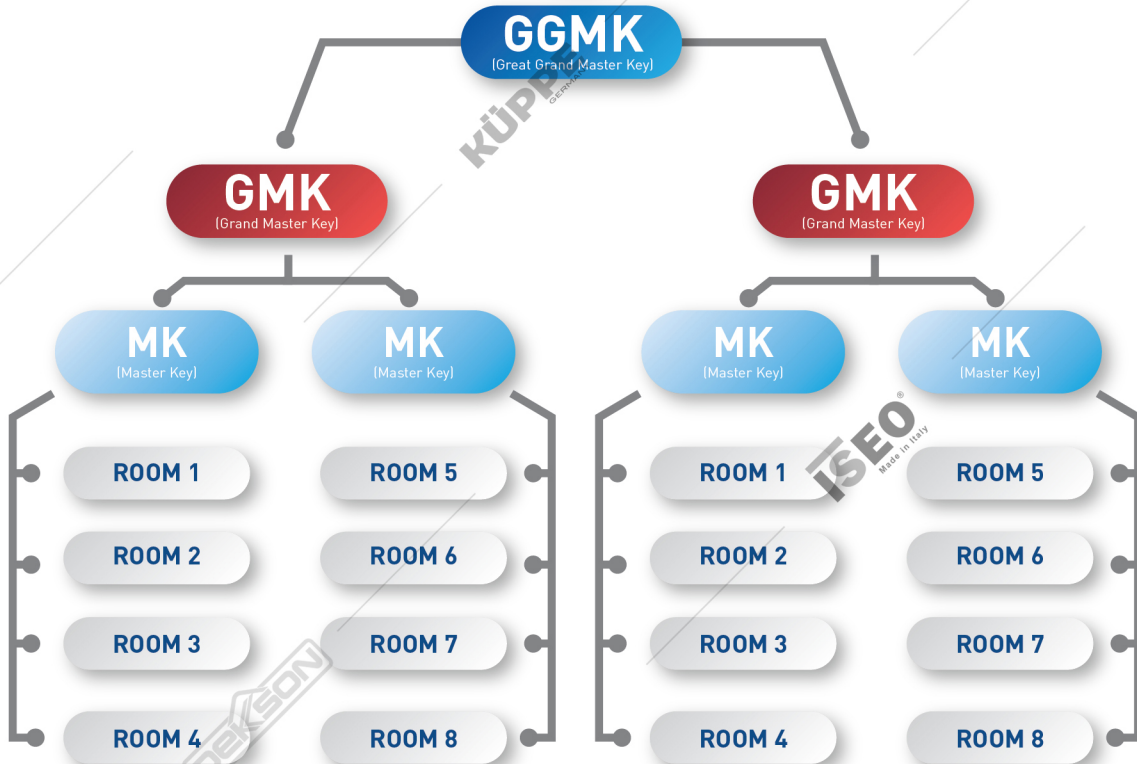 GGMK
(Great Grand Master Key)
KÜPPE
GERMAN
GMK
(Grand Master Key)
GMK
(Grand Master Key)
MK
(Master Key)
MK
(Master Key)
MK
(Master Key)
MK
(Master Key)
ISEO®
Made in Italy
ROOM 1
ROOM 5
ROOM 1
ROOM 5
ROOM 2
ROOM 6
ROOM 2
ROOM 6
ROOM 3
ROOM 7
ROOM 3
ROOM 7
DEKSON
ROOM 4
ROOM 8
ROOM 4
ROOM 8